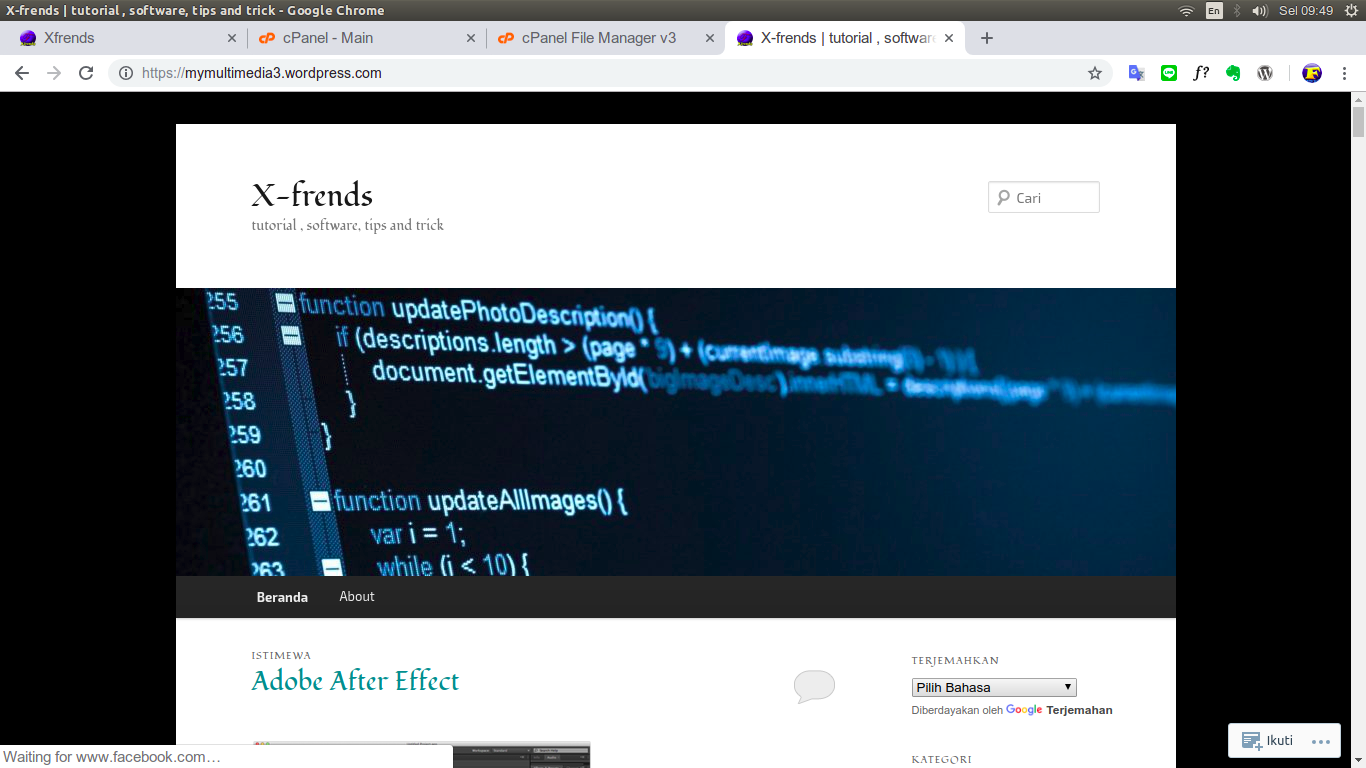 X-frends | tutorial , software, tips and trick - Google Chrome
En
Sel 09:49
Xfrends
cPanel - Main
cPanel File Manager v3
X-frends | tutorial , softwar
https://mymultimedia3.wordpress.com
X-frends
tutorial , software, tips and trick
Cari
255 function updatePhotoDescription() {
256 if (descriptions.length > (page * 9) + (currentImage substring
257 document.getElementById('bigImageDesc').innerHTML =
258 }
259 }
260
261 function updateAllImages() {
262 var i = 1;
263 while (i < 10) {
Beranda
About
ISTIMEWA
Adobe After Effect
TERJEMAHKAN
Pilih Bahasa
Diberdayakan oleh Google Terjemahan
KATEGORI
Ikuti
Waiting for www.facebook.com…